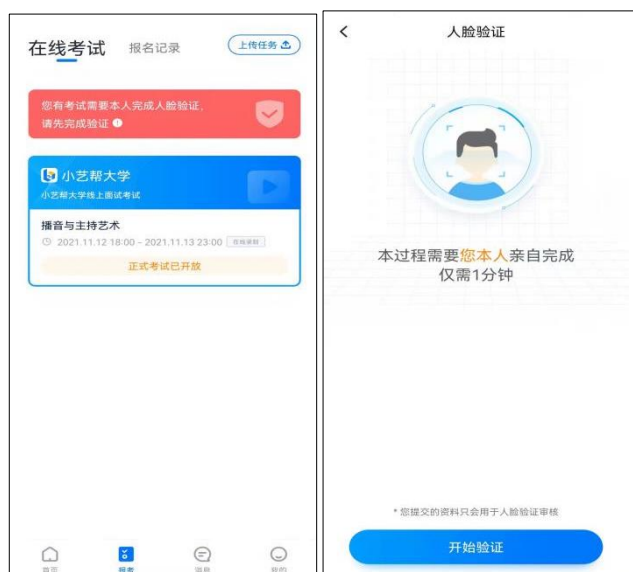 在线考试
报名记录
上传任务
您有考试需要本人完成人脸验证，
请先完成验证
小艺帮大学
小艺帮大学线上面试考试
播音与主持艺术
2021.11.12 18:00 - 2021.11.13 23:00
正式考试已开放
首页
报考
消息
我的
人脸验证
本过程需要您本人亲自完成
仅需1分钟
* 您提交的资料只会用于人脸验证审核
开始验证